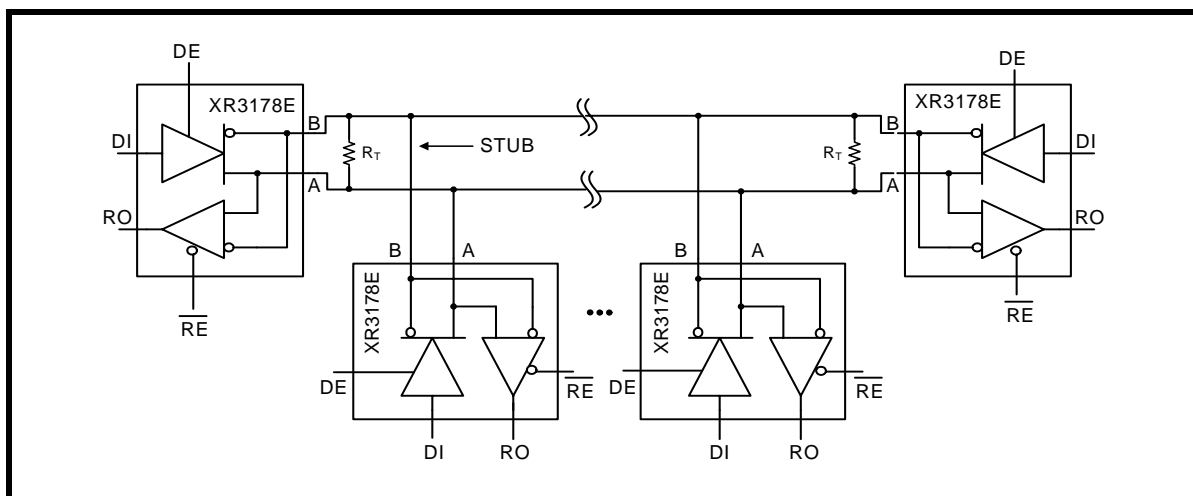 DE
XR3178E
DI
B
A
RO
RE
RT
STUB
RT
DE
XR3178E
B
A
DI
RO
RE
B A
XR3178E
DE
RE
DI RO
•••
B A
XR3178E
DE
RE
DI RO